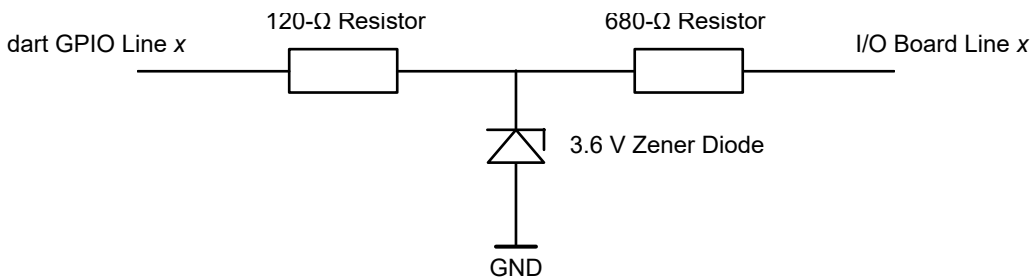 120-Ω Resistor
680-Ω Resistor
dart GPIO Line x
I/O Board Line x
3.6 V Zener Diode
GND